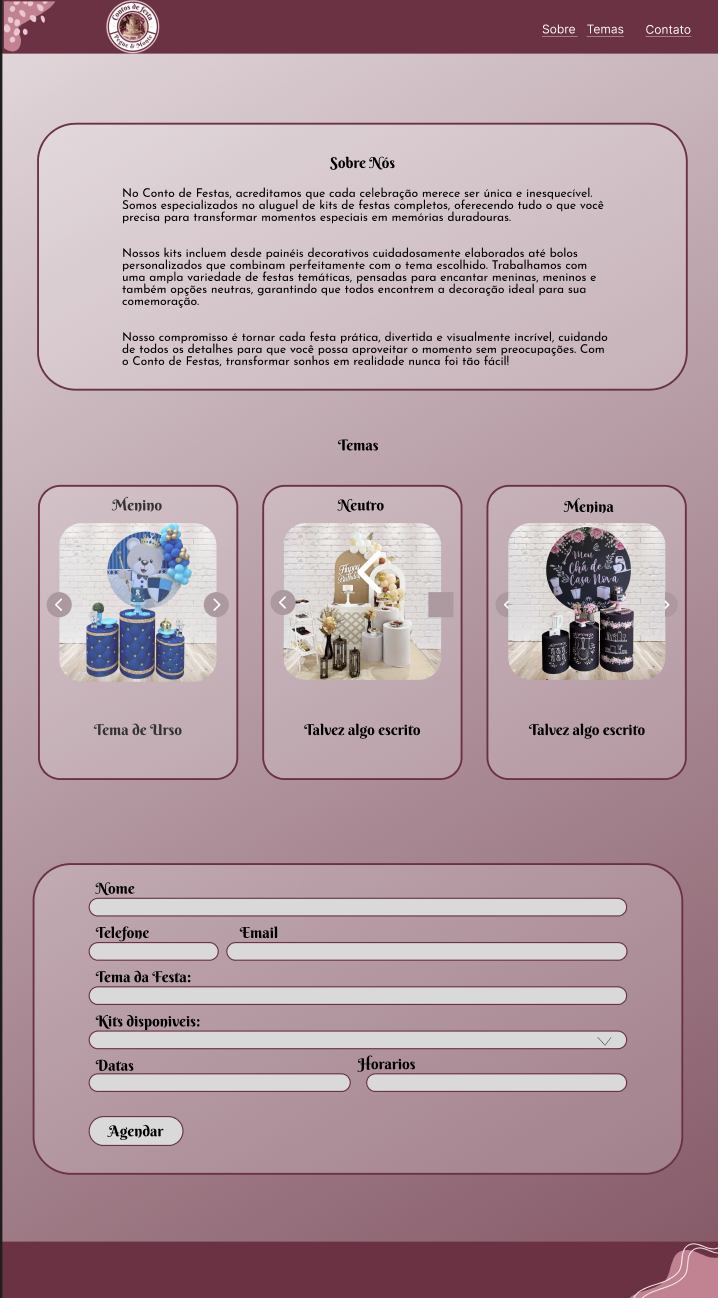 Contos de festa
Pegue & Monte
Sobre
Temas
Contato
Sobre Nós
No Conto de Festas, acreditamos que cada celebração merece ser única e inesquecível.
Somos especializados no aluguel de kits de festas completos, oferecendo tudo o que você
precisa para transformar momentos especiais em memórias duradouras.
Nossos kits incluem desde painéis decorativos cuidadosamente elaborados até bolos
personalizados que combinam perfeitamente com o tema escolhido. Trabalhamos com
uma ampla variedade de festas temáticas, pensadas para encantar meninas, meninos e
também opções neutras, garantindo que todos encontrem a decoração ideal para sua
comemoração.
Nosso compromisso é tornar cada festa prática, divertida e visualmente incrível, cuidando
de todos os detalhes para que você possa aproveitar o momento sem preocupações. Com
o Conto de Festas, transformar sonhos em realidade nunca foi tão fácil!
Temas
Menino
Tema de Urso
Neutro
Happy
Birthday
Talvez algo escrito
Menina
Meu
Chá de
Casa Nova
Talvez algo escrito
Nome
Telefone
Email
Tema da Festa:
Kits disponiveis:
Datas
Horarios
Agendar